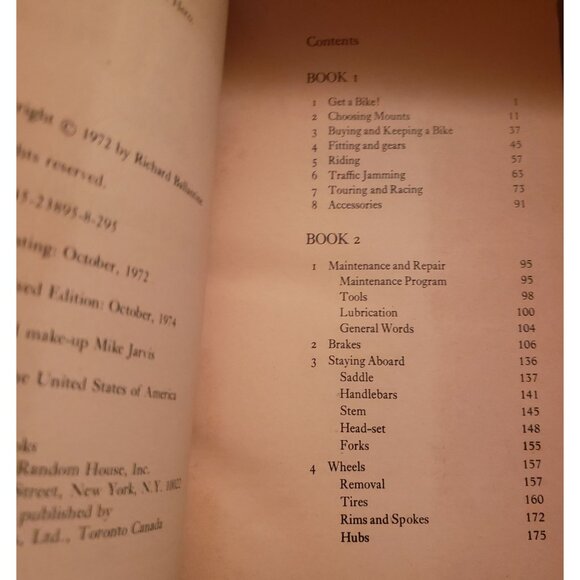 Hero.
right © 1972 by Richard Ballantine.
hts reserved.
5-23895-8-295
nting: October, 1972
sed Edition: October, 1974
make-up Mike Jarvis
he United States of America
oks
Random House, Inc.
Street, New York, N.Y. 10022
published by
, Ltd., Toronto Canada
Contents
BOOK 1
1 Get a Bike! 1
2 Choosing Mounts 11
3 Buying and Keeping a Bike 37
4 Fitting and gears 45
5 Riding 57
6 Traffic Jamming 63
7 Touring and Racing 73
8 Accessories 91
BOOK 2
1 Maintenance and Repair 95
Maintenance Program 95
Tools 98
Lubrication 100
General Words 104
2 Brakes 106
3 Staying Aboard 136
Saddle 137
Handlebars 141
Stem 145
Head-set 148
Forks 155
4 Wheels 157
Removal 157
Tires 160
Rims and Spokes 172
Hubs 175